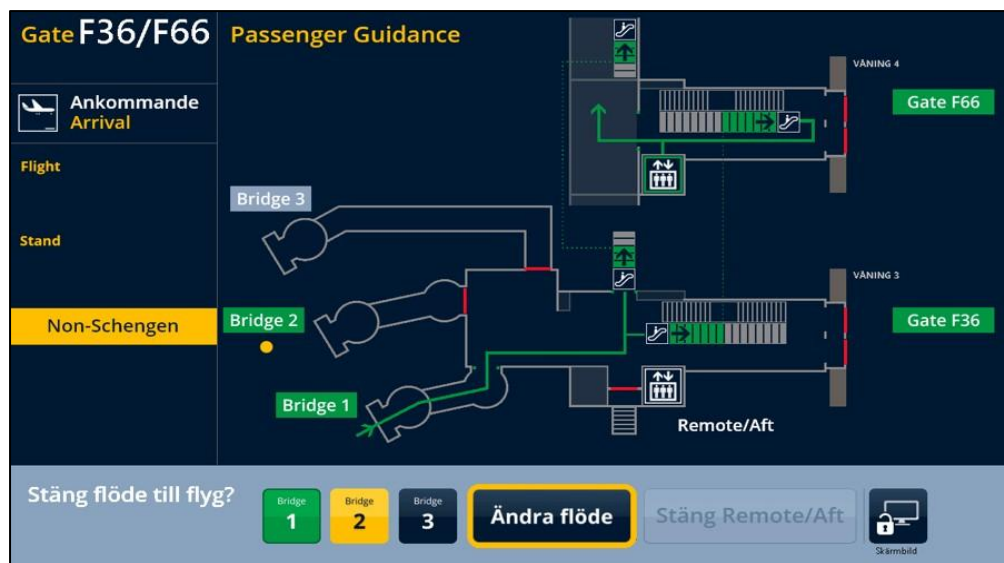 Gate F36/F66
Passenger Guidance
Ankommande
Arrival
Flight
Stand
Non-Schengen
VÅNING 4
Gate F66
Bridge 3
VÅNING 3
Bridge 2
Gate F36
Bridge 1
Remote/Aft
Stäng flöde till flyg?
Bridge
1
Bridge
2
Bridge
3
Ändra flöde
Stäng Remote/Aft
Skärmbild